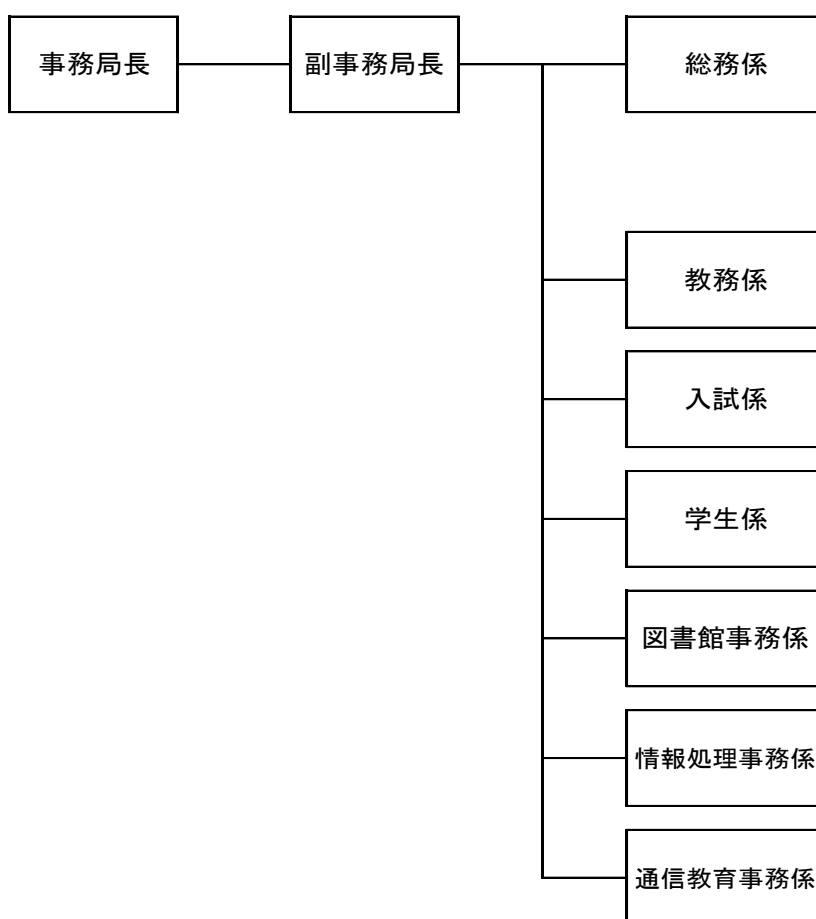 事務局長
副事務局長
総務係
教務係
入試係
学生係
図書館事務係
情報処理事務係
通信教育事務係